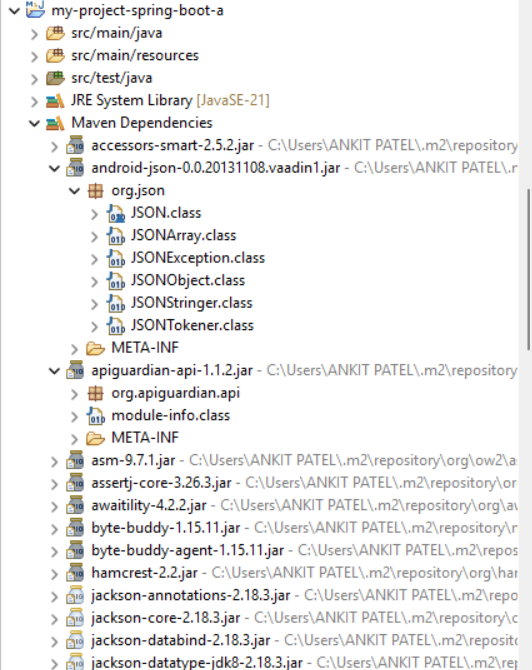 my-project-spring-boot-a
src/main/java
src/main/resources
src/test/java
JRE System Library [JavaSE-21]
Maven Dependencies
accessors-smart-2.5.2.jar - C:\Users\ANKIT PATEL\.m2\repository
android-json-0.0.20131108.vaadin1.jar - C:\Users\ANKIT PATEL\.r
org.json
JSON.class
JSONArray.class
JSONException.class
JSONObject.class
JSONStringer.class
JSONTokener.class
META-INF
apiguardian-api-1.1.2.jar - C:\Users\ANKIT PATEL\.m2\repository
org.apiguardian.api
module-info.class
META-INF
asm-9.7.1.jar - C:\Users\ANKIT PATEL\.m2\repository\org\ow2\a
assertj-core-3.26.3.jar - C:\Users\ANKIT PATEL\.m2\repository\or
awaitility-4.2.2.jar - C:\Users\ANKIT PATEL\.m2\repository\org\av
byte-buddy-1.15.11.jar - C:\Users\ANKIT PATEL\.m2\repository\r
byte-buddy-agent-1.15.11.jar - C:\Users\ANKIT PATEL\.m2\repos
hamcrest-2.2.jar - C:\Users\ANKIT PATEL\.m2\repository\org\har
jackson-annotations-2.18.3.jar - C:\Users\ANKIT PATEL\.m2\repo
jackson-core-2.18.3.jar - C:\Users\ANKIT PATEL\.m2\repository\c
jackson-databind-2.18.3.jar - C:\Users\ANKIT PATEL\.m2\reposito
jackson-datatype-jdk8-2.18.3.jar - C:\Users\ANKIT PATEL\.m2\re